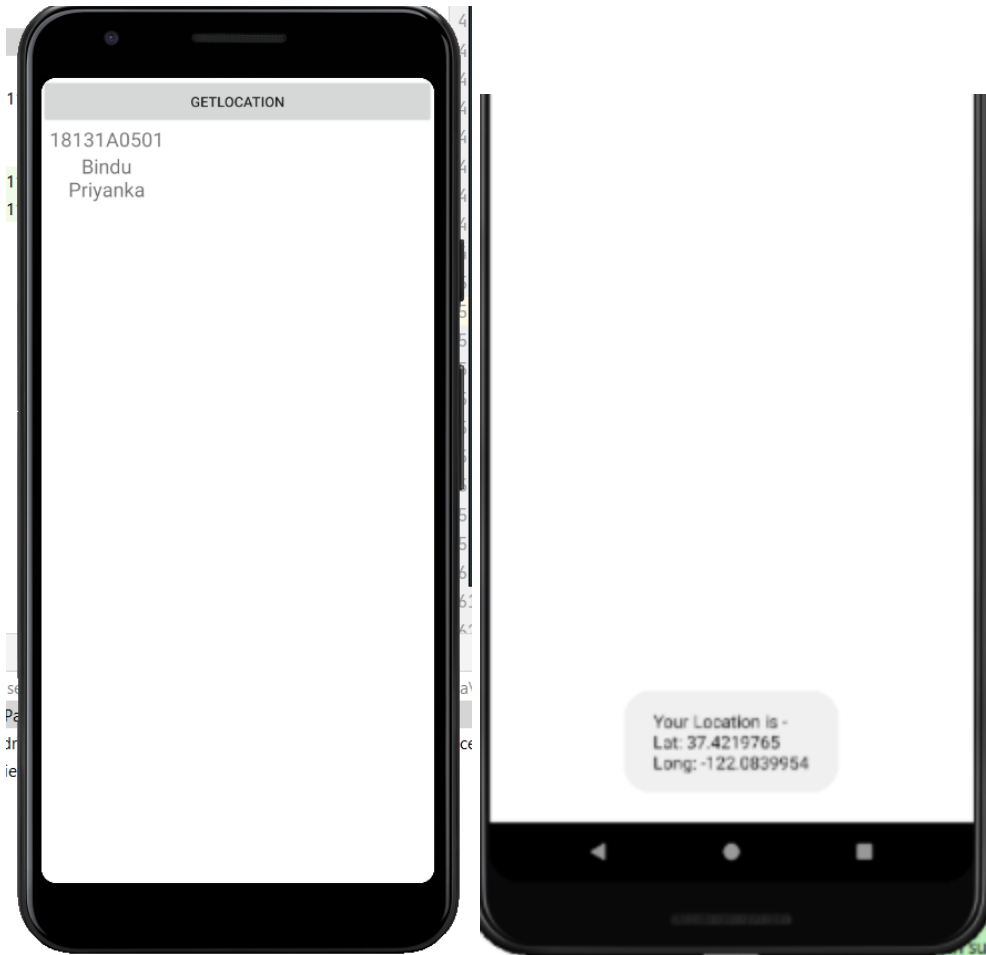 GETLOCATION
18131A0501
Bindu
Priyanka
Your Location is -
Lat: 37.4219765
Long: -122.0839954